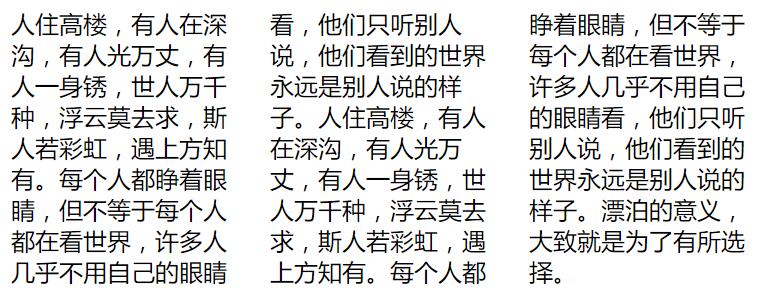 人住高楼，有人在深
沟，有人光万丈，有
人一身锈，世人万千
种，浮云莫去求，斯
人若彩虹，遇上方知
有。每个人都睁着眼
睛，但不等于每个人
都在看世界，许多人
几乎不用自己的眼睛
看，他们只听别人
说，他们看到的世界
永远是别人说的样
子。人住高楼，有人
在深沟，有人光万
丈，有人一身锈，世
人万千种，浮云莫去
求，斯人若彩虹，遇
上方知有。每个人都
睁着眼睛，但不等于
每个人都在看世界，
许多人几乎不用自己
的眼睛看，他们只听
别人说，他们看到的
世界永远是别人说的
样子。漂泊的意义，
大致就是为了有所选
择。